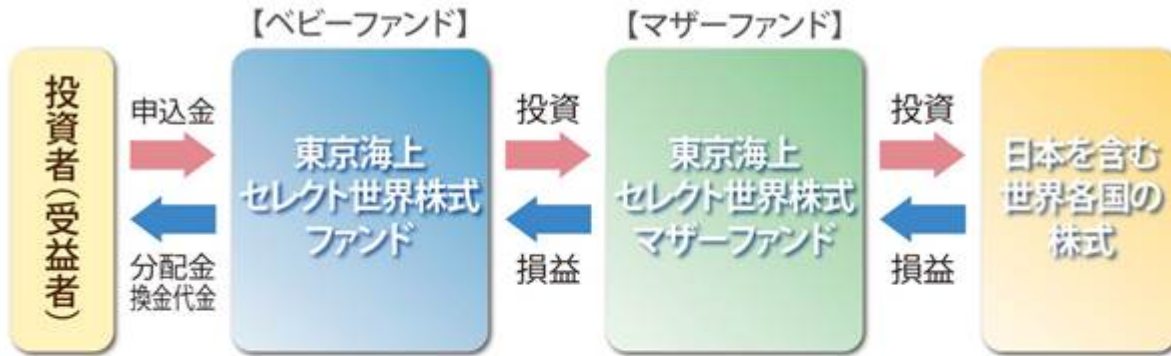 【ベビーファンド】
【マザーファンド】
投資者(受益者)
申込金
分配金
換金代金
東京海上
セレクト世界株式
ファンド
投資
損益
東京海上
セレクト世界株式
マザーファンド
投資
損益
日本を含む
世界各国の
株式